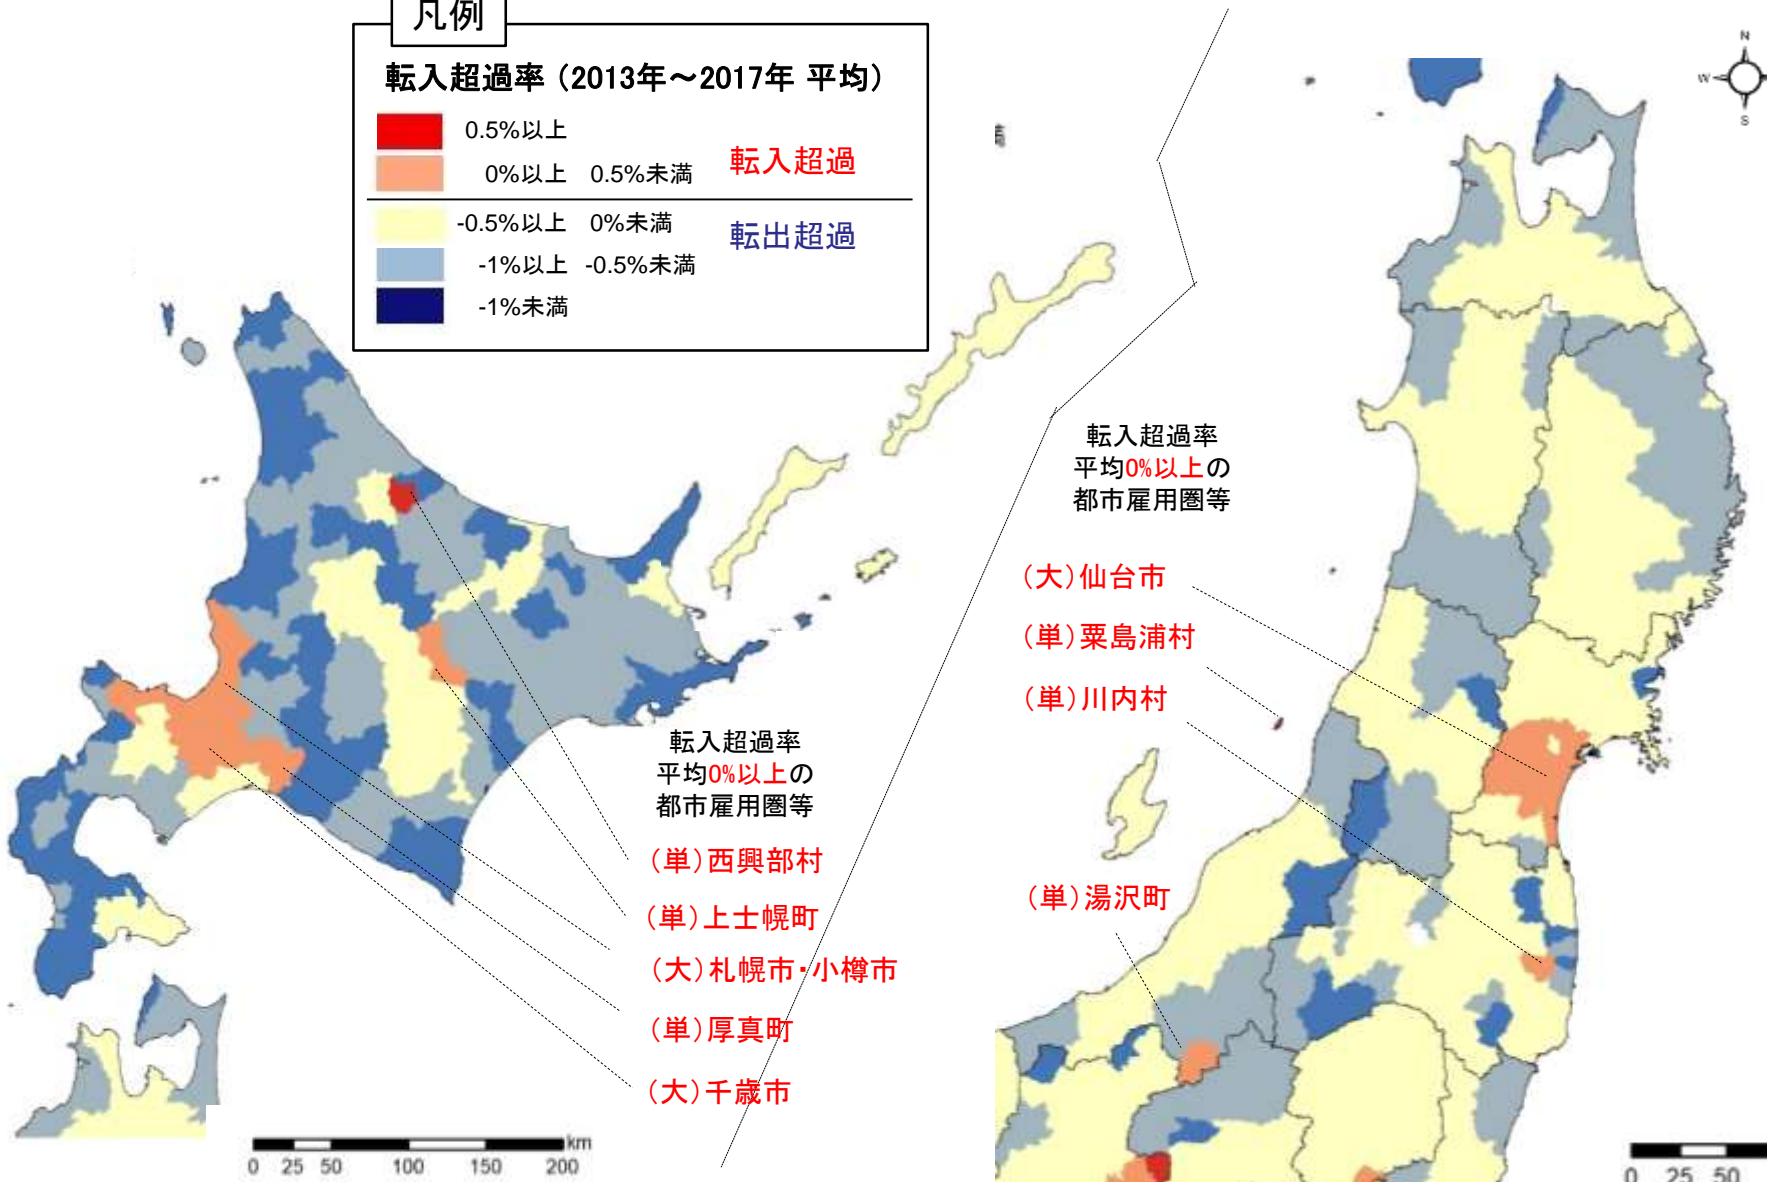 凡例
転入超過率（2013年～2017年 平均）
0.5%以上
0%以上 0.5%未満
転入超過
-0.5%以上 0%未満
転出超過
-1%以上 -0.5%未満
-1%未満
転入超過率
平均0%以上の
都市雇用圏等
（単）西興部村
（単）上士幌町
（大）札幌市・小樽市
（単）厚真町
（大）千歳市
0 25 50 100 150 200 km
N
W
S
転入超過率
平均0%以上の
都市雇用圏等
（大）仙台市
（単）粟島浦村
（単）川内村
（単）湯沢町
0 25 50